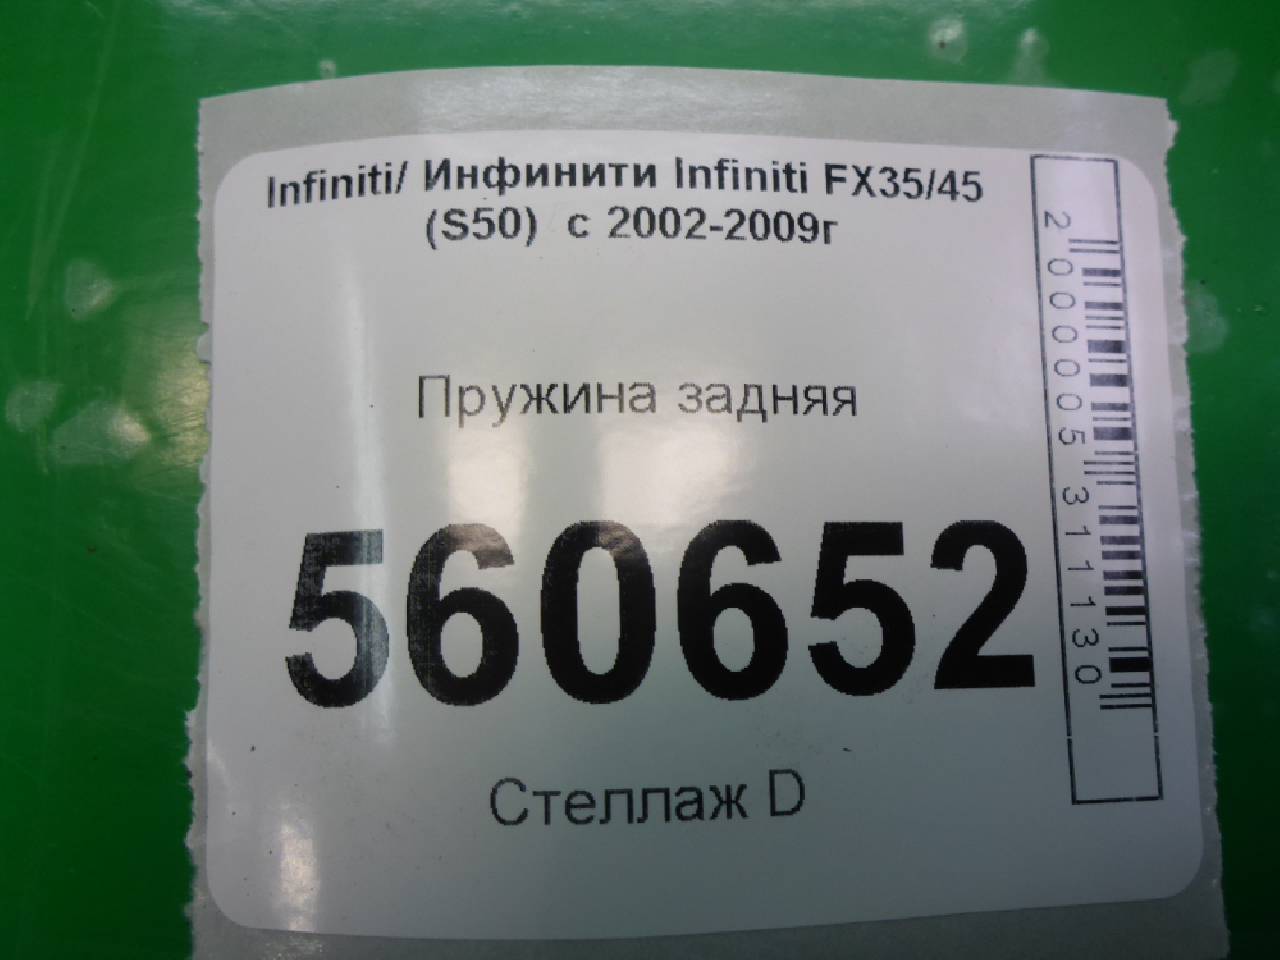 Infiniti/ Инфинити Infiniti FX35/45
(S50)  с 2002-2009г
Пружина задняя
560652
Стеллаж D
2000005311130